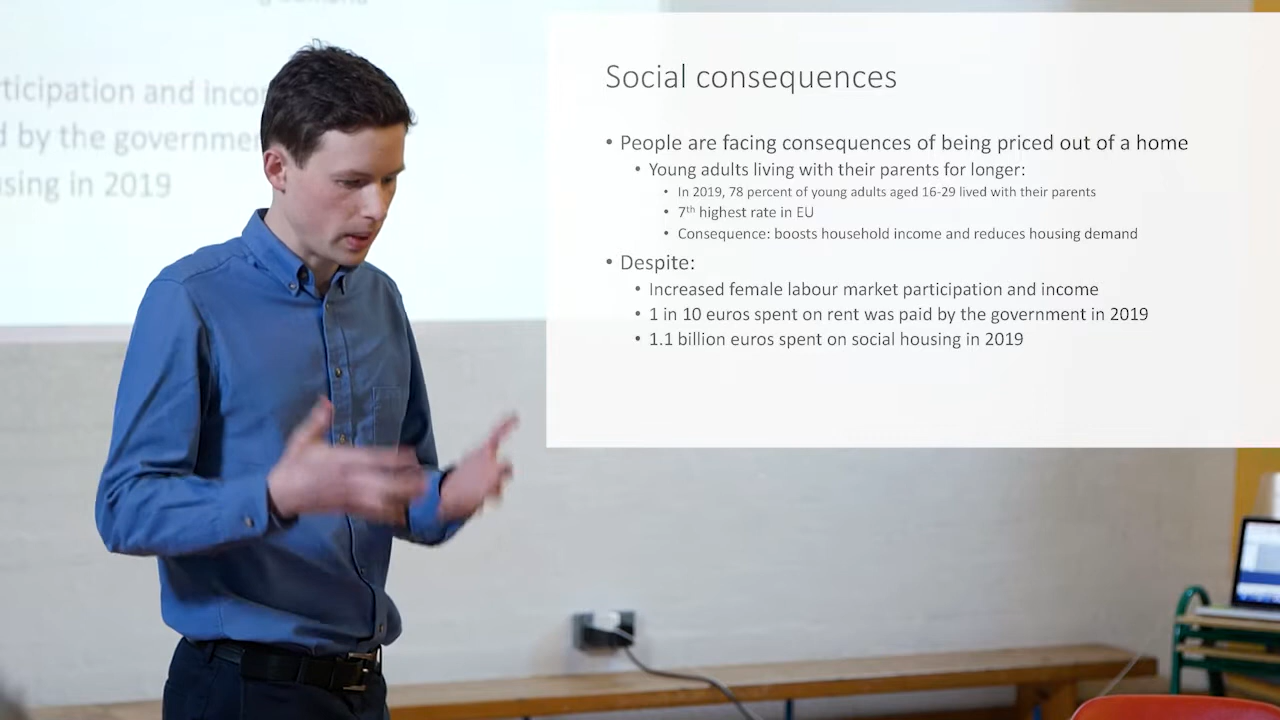 rticipation and inco
d by the governmen
using in 2019
Social consequences
• People are facing consequences of being priced out of a home
• Young adults living with their parents for longer:
• In 2019, 78 percent of young adults aged 16-29 lived with their parents
• 7th highest rate in EU
• Consequence: boosts household income and reduces housing demand
• Despite:
• Increased female labour market participation and income
• 1 in 10 euros spent on rent was paid by the government in 2019
• 1.1 billion euros spent on social housing in 2019